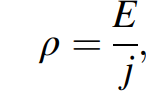 ρ = E/j,